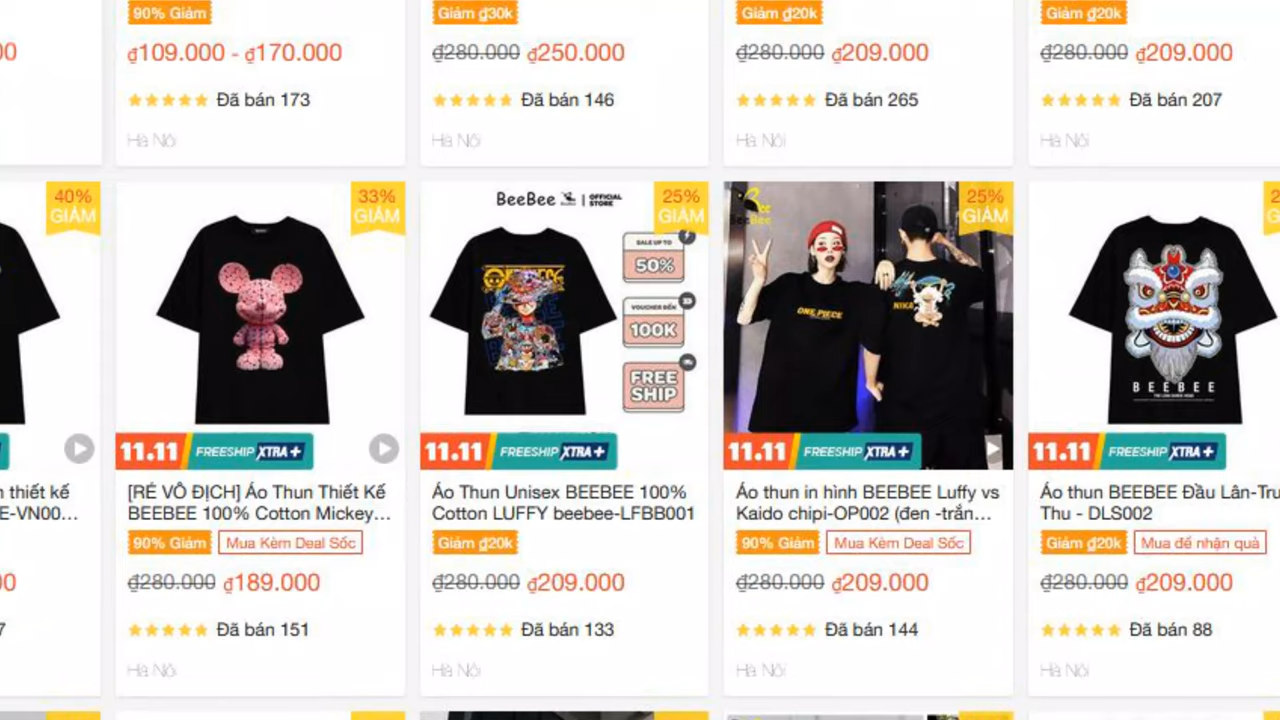 90% Giảm
Giảm ₫30k
Giảm ₫20k
Giảm ₫20k
00
₫109.000 - ₫170.000
₫280.000 ₫250.000
₫280.000 ₫209.000
₫280.000 ₫209.000
Đã bán 173
Đã bán 146
Đã bán 265
Đã bán 207
Hà Nội
Hà Nội
Hà Nội
Hà Nội
40%
GIẢM
33%
GIẢM
BeeBee | OFFICIAL STORE
25%
GIẢM
SALE UP TO
50%
VOUCHER ĐẾN
100K
FREE
SHIP
BeeBee
25%
GIẢM
ONE PIECE
NIKA
2
G
BEEBEE
11.11 FREESHIP XTRA+
11.11 FREESHIP XTRA+
11.11 FREESHIP XTRA+
11.11 FREESHIP XTRA+
n thiết kế
E-VN00...
[RẺ VÔ ĐỊCH] Áo Thun Thiết Kế
BEEBEE 100% Cotton Mickey...
Áo Thun Unisex BEEBEE 100%
Cotton LUFFY beebee-LFBB001
Áo thun in hình BEEBEE Luffy vs
Kaido chipi-OP002 (đen -trắn...
Áo thun BEEBEE Đầu Lân-Tru
Thu - DLS002
90% Giảm Mua Kèm Deal Sốc
Giảm ₫20k
90% Giảm Mua Kèm Deal Sốc
Giảm ₫20k Mua để nhận quà
00
₫280.000 ₫189.000
₫280.000 ₫209.000
₫280.000 ₫209.000
₫280.000 ₫209.000
7
Đã bán 151
Đã bán 133
Đã bán 144
Đã bán 88
Hà Nội
Hà Nội
Hà Nội
Hà Nội